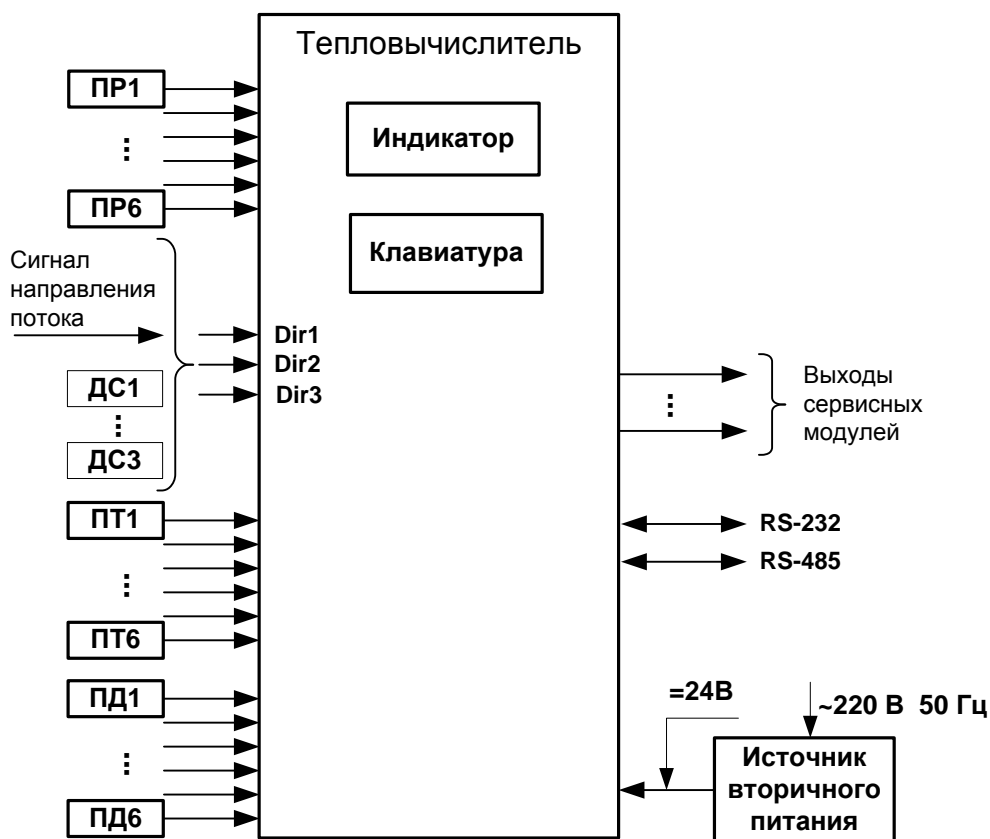 Тепловычислитель
ПР1
Индикатор
ПР6
Клавиатура
Сигнал
направления
потока
Dir1
Dir2
Dir3
ДС1
ДС3
Выходы
сервисных
модулей
ПТ1
RS-232
RS-485
ПТ6
ПД1
=24В
~220 В 50 Гц
Источник
вторичного
питания
ПД6